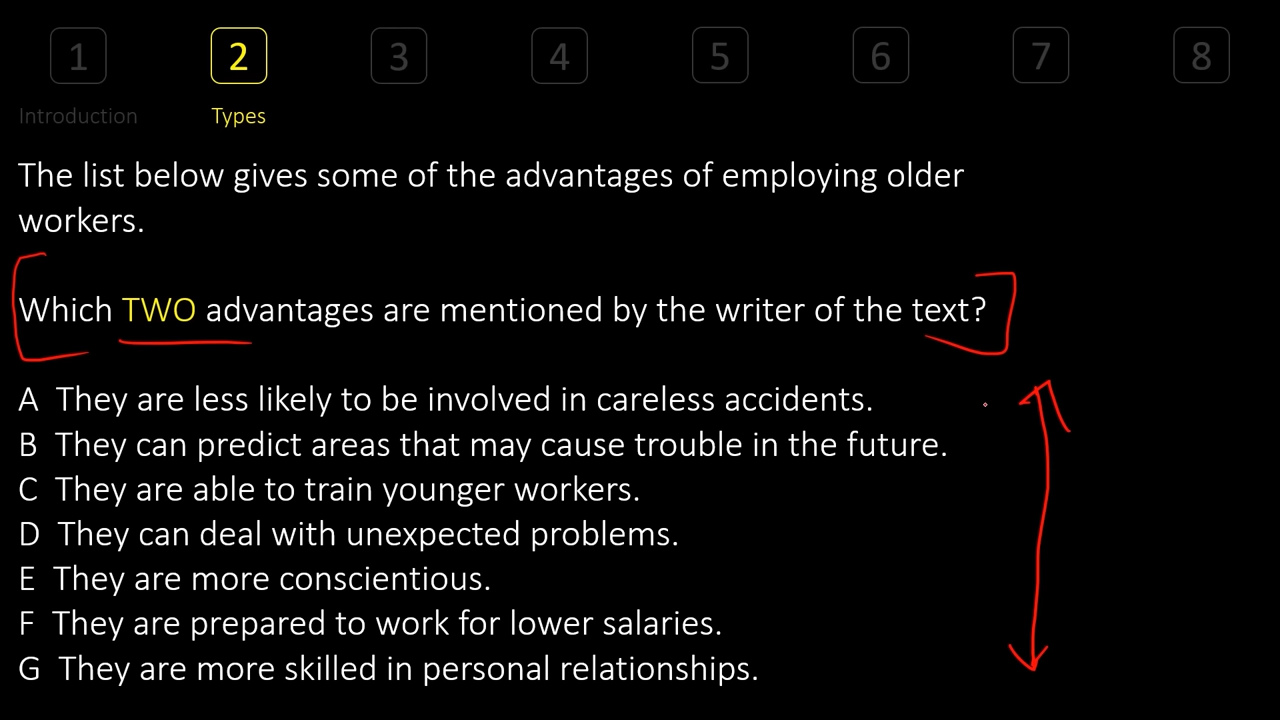 1 2 3 4 5 6 7 8
Introduction Types
The list below gives some of the advantages of employing older
workers.
Which TWO advantages are mentioned by the writer of the text?
A They are less likely to be involved in careless accidents.
B They can predict areas that may cause trouble in the future.
C They are able to train younger workers.
D They can deal with unexpected problems.
E They are more conscientious.
F They are prepared to work for lower salaries.
G They are more skilled in personal relationships.